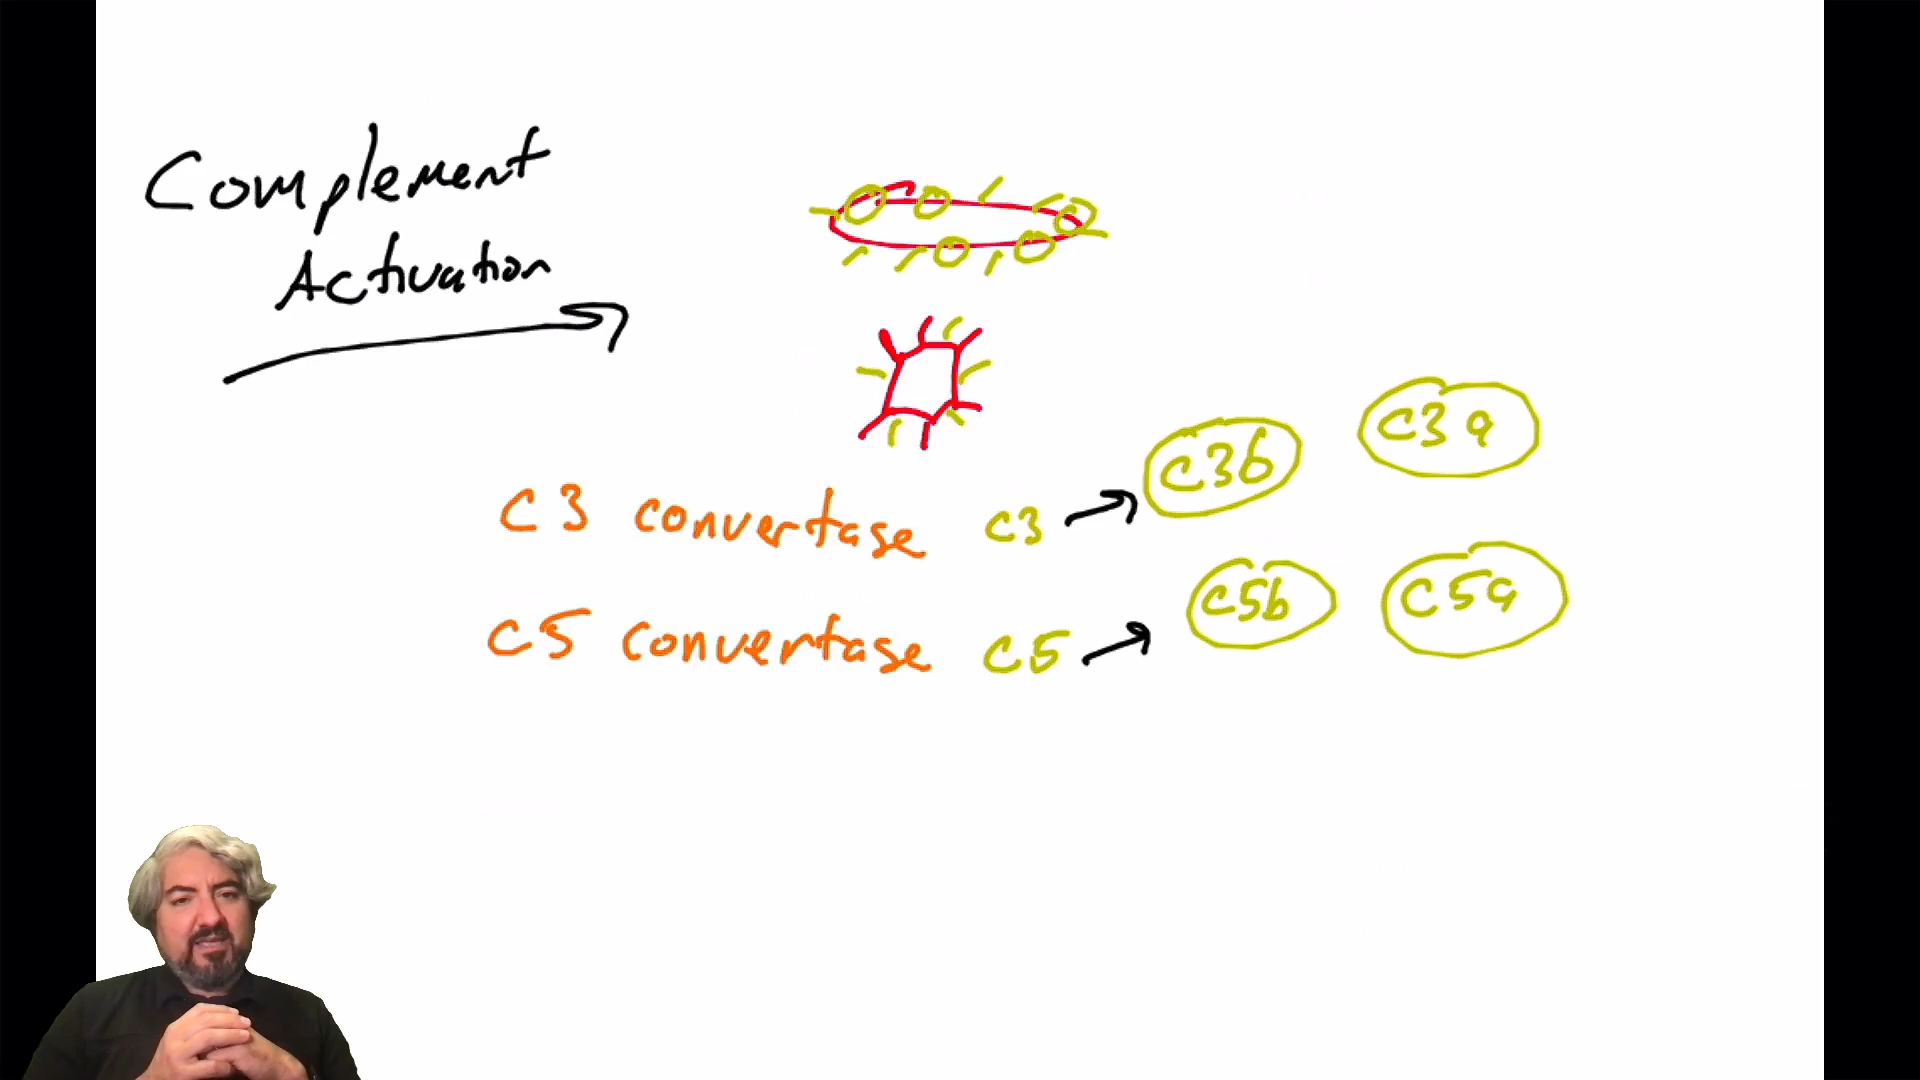 Complement
Activation
C3 convertase C3 → C3b C3a
C5 convertase C5 → C5b C5a